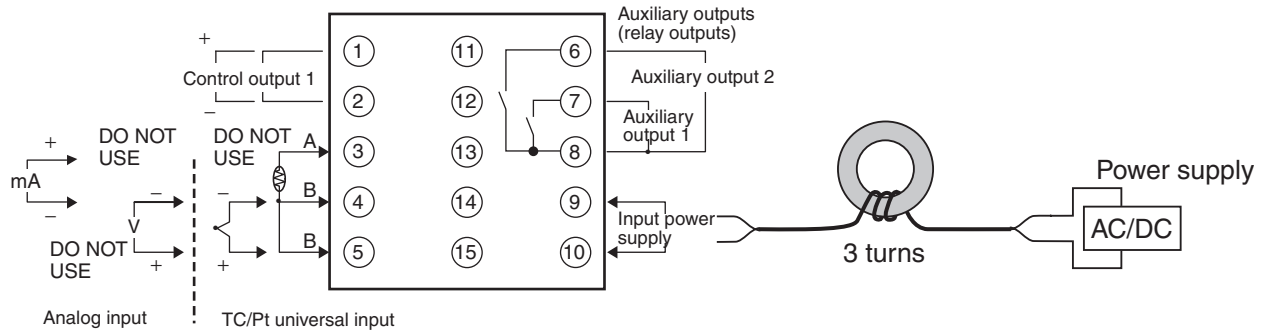 Auxiliary outputs
(relay outputs)
+
1
11
6
Control output 1
Auxiliary output 2
−
2
12
7
Auxiliary
output 1
DO NOT
USE
DO NOT
USE
+
mA
−
A
3
13
8
−
V
+
DO NOT
USE
−
+
B
4
14
9
B
5
15
10
Input power
supply
3 turns
Power supply
AC/DC
Analog input
TC/Pt universal input